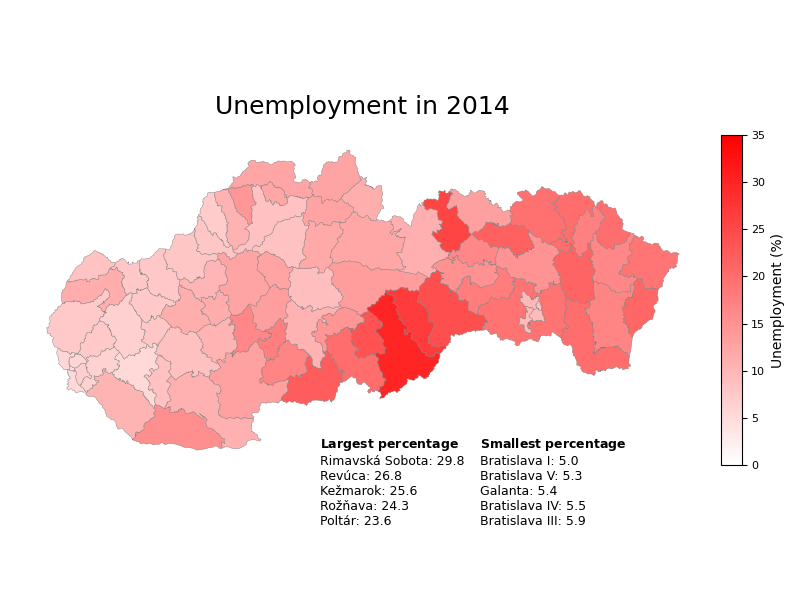 Unemployment in 2014
35
30
25
20
15
10
5
0
Unemployment (%)
Largest percentage
Rimavská Sobota: 29.8
Revúca: 26.8
Kežmarok: 25.6
Rožňava: 24.3
Poltár: 23.6
Smallest percentage
Bratislava I: 5.0
Bratislava V: 5.3
Galanta: 5.4
Bratislava IV: 5.5
Bratislava III: 5.9